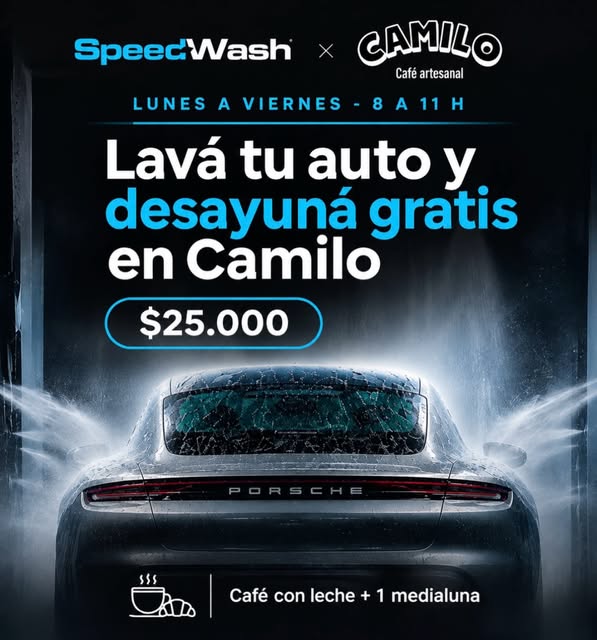 SpeedWash × CAMILO
Café artesanal
LUNES A VIERNES - 8 A 11 H
Lavá tu auto y
desayuná gratis
en Camilo
$25.000
PORSCHE
Café con leche + 1 medialuna